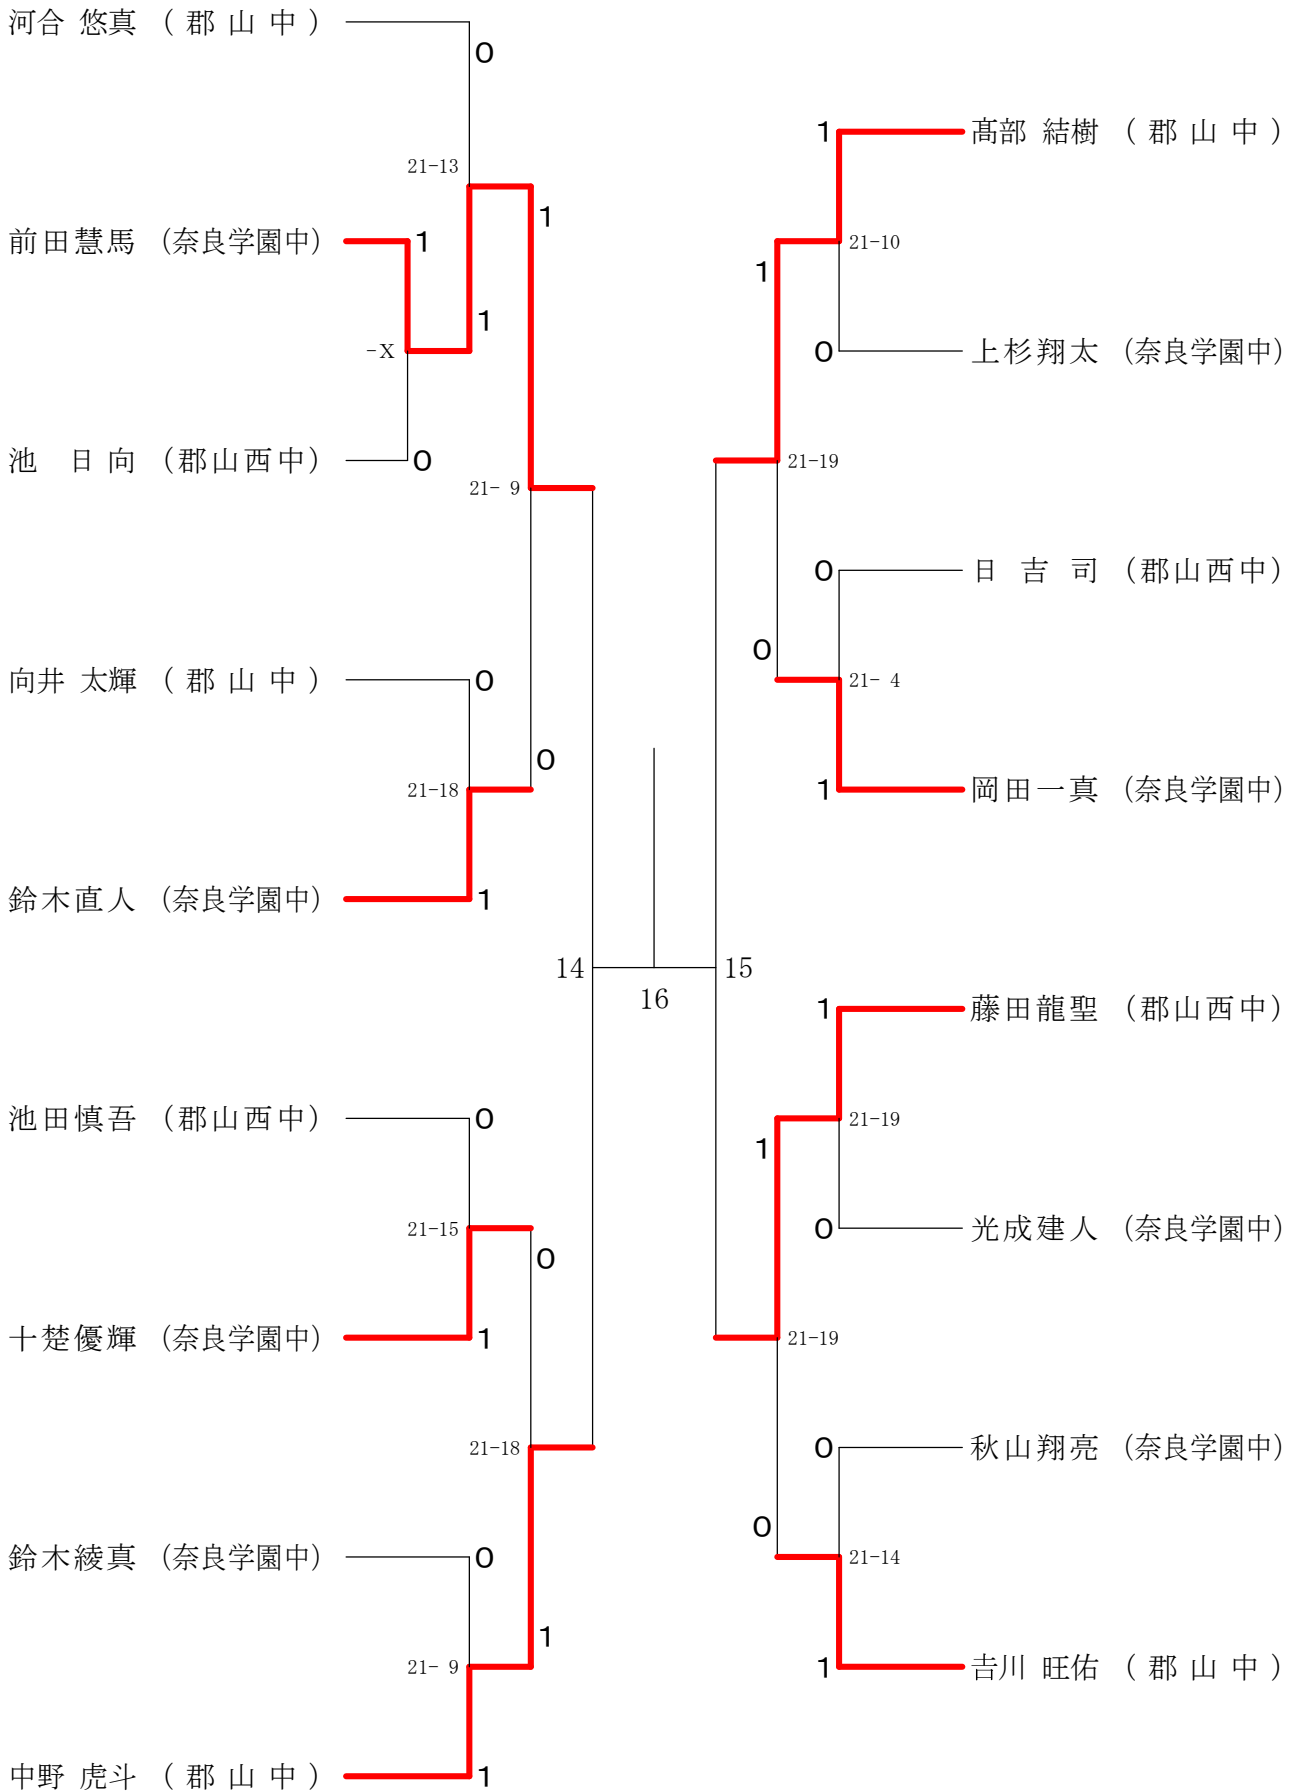 河合 悠真 （ 郡 山 中 ）
0
21-13
1
前田慧馬 （奈良学園中）
1
1
-X
池　日 向 （郡山西中）
0
21- 9
向井 太輝 （ 郡 山 中 ）
0
0
21-18
鈴木直人 （奈良学園中）
1
14
池田慎吾 （郡山西中）
0
21-15
0
十楚優輝 （奈良学園中）
1
21-18
鈴木綾真 （奈良学園中）
0
1
21- 9
中野 虎斗 （ 郡 山 中 ）
1
16
15
1
髙部 結樹 （ 郡 山 中 ）
21-10
1
0
上杉翔太 （奈良学園中）
21-19
0
日 吉 司 （郡山西中）
0
21- 4
1
岡田一真 （奈良学園中）
1
藤田龍聖 （郡山西中）
21-19
1
0
光成建人 （奈良学園中）
21-19
0
秋山翔亮 （奈良学園中）
0
21-14
1
𠮷川 旺佑 （ 郡 山 中 ）